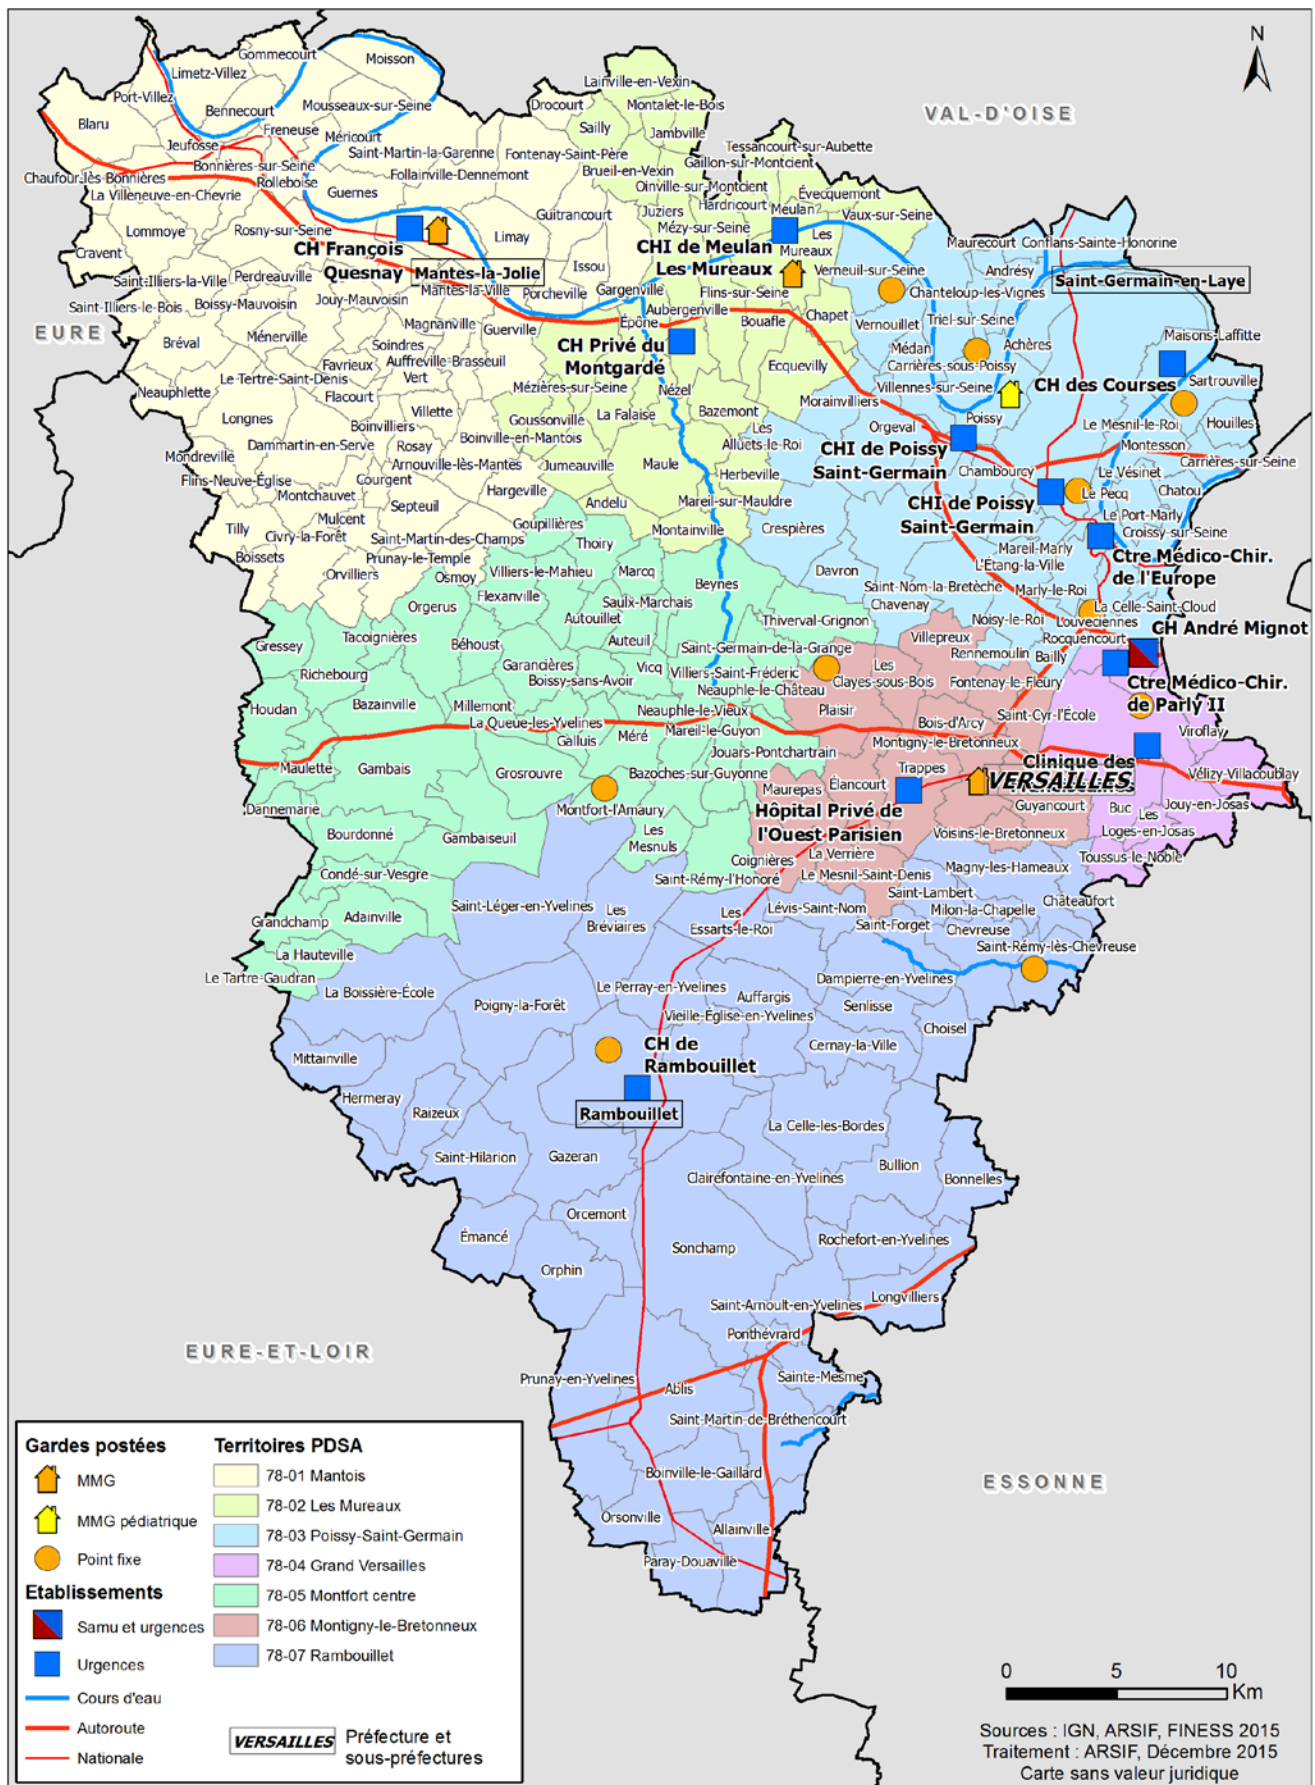 N
VAL-D'OISE
EURE
EURE-ET-LOIR
ESSONNE
Gommecourt
Limetz-Villez
Moisson
Port-Villez
Bennecourt
Mousseaux-sur-Seine
Blaru
Freneuse
Méricourt
Jeufosse
Saint-Martin-la-Garenne
Bonnières-sur-Seine
Chaufour-lès-Bonnières
Rolleboise
Follainville-Dennemont
La Villeneuve-en-Chevrie
Guernes
Drocourt
Fontenay-Saint-Père
Guitrancourt
Lommoye
Rosny-sur-Seine
Limay
CH François
Quesnay
Mantes-la-Jolie
Cravent
Issou
Saint-Illiers-la-Ville
Perdreauville
Mantes-la-Ville
Porcheville
Gargenville
Saint-Illiers-le-Bois
Boissy-Mauvoisin
Jouy-Mauvoisin
Magnanville
Guerville
Ménerville
Bréval
Soindres
Favrieux
Auffreville-Brasseuil
Vert
Neauphlette
Le Tertre-Saint-Denis
Flacourt
Longnes
Villette
Boinvilliers
Dammartin-en-Serve
Rosay
Mondreville
Arnouville-lès-Mantes
Flins-Neuve-Église
Courgent
Montchauvet
Hargeville
Septeuil
Mulcent
Tilly
Civry-la-Forêt
Saint-Martin-des-Champs
Boissets
Prunay-le-Temple
Orvilliers
Osmoy
Lainville-en-Vexin
Montalet-le-Bois
Sailly
Jambville
Tessancourt-sur-Aubette
Gaillon-sur-Montcient
Brueil-en-Vexin
Oinville-sur-Montcient
Évecquemont
Hardricourt
Juziers
Meulan
Vaux-sur-Seine
Mézy-sur-Seine
Les
Mureaux
CHI de Meulan
Les Mureaux
Flins-sur-Seine
Aubergenville
Épône
Bouafle
Chapet
CH Privé du
Montgardé
Ecquevilly
Mézières-sur-Seine
Nézel
La Falaise
Bazemont
Goussonville
Les
Alluets-le-Roi
Boinville-en-Mantois
Jumeauville
Maule
Herbeville
Andelu
Mareil-sur-Mauldre
Montainville
Maurecourt
Conflans-Sainte-Honorine
Andrésy
Saint-Germain-en-Laye
Verneuil-sur-Seine
Chanteloup-les-Vignes
Vernouillet
Triel-sur-Seine
Maisons-Laffitte
Médan
Achères
Carrières-sous-Poissy
Villennes-sur-Seine
CH des Courses
Sartrouville
Morainvilliers
Poissy
Le Mesnil-le-Roi
Houilles
Orgeval
CHI de Poissy
Saint-Germain
Montesson
Chambourcy
Carrières-sur-Seine
Le Vésinet
CHI de Poissy
Saint-Germain
Le Pecq
Chatou
Le Port-Marly
Croissy-sur-Seine
Crespières
Mareil-Marly
L'Étang-la-Ville
Ctre Médico-Chir.
de l'Europe
Davron
Saint-Nom-la-Bretèche
Marly-le-Roi
Chavenay
La Celle-Saint-Cloud
Noisy-le-Roi
Louveciennes
CH André Mignot
Rocquencourt
Bailly
Ctre Médico-Chir.
de Parly II
Viroflay
Clinique des
VERSAILLES
Vélizy-Villacoublay
Buc
Les
Loges-en-Josas
Jouy-en-Josas
Toussus-le-Noble
Villepreux
Rennemoulin
Les
Clayes-sous-Bois
Fontenay-le-Fleury
Plaisir
Saint-Cyr-l'École
Bois-d'Arcy
Montigny-le-Bretonneux
Trappes
Élancourt
Maurepas
Guyancourt
Hôpital Privé de
l'Ouest Parisien
Voisins-le-Bretonneux
La Verrière
Le Mesnil-Saint-Denis
Goupillières
Thoiry
Villiers-le-Mahieu
Marcq
Beynes
Flexanville
Saulx-Marchais
Orgerus
Autouillet
Thiverval-Grignon
Tacoignières
Béhoust
Auteuil
Saint-Germain-de-la-Grange
Gressey
Garancières
Vicq
Villiers-Saint-Frédéric
Richebourg
Boissy-sans-Avoir
Neauphle-le-Château
Houdan
Bazainville
Millemont
Neauphle-le-Vieux
La Queue-les-Yvelines
Méré
Mareil-le-Guyon
Galluis
Jouars-Pontchartrain
Maulette
Gambais
Grosrouvre
Bazoches-sur-Guyonne
Dannemarie
Montfort-l'Amaury
Bourdonné
Gambaiseuil
Les
Mesnuls
Coignières
Condé-sur-Vesgre
Saint-Rémy-l'Honoré
Grandchamp
Adainville
La Hauteville
Le Tartre-Gaudran
Magny-les-Hameaux
Saint-Lambert
Châteaufort
Milon-la-Chapelle
Saint-Léger-en-Yvelines
Les
Bréviaires
Les
Essarts-le-Roi
Lévis-Saint-Nom
Saint-Forget
Chevreuse
Saint-Rémy-lès-Chevreuse
La Boissière-École
Le Perray-en-Yvelines
Dampierre-en-Yvelines
Poigny-la-Forêt
Auffargis
Senlisse
Vieille-Église-en-Yvelines
Choisel
Mittainville
CH de
Rambouillet
Cernay-la-Ville
Hermeray
Raizeux
Rambouillet
La Celle-les-Bordes
Saint-Hilarion
Gazeran
Bullion
Clairefontaine-en-Yvelines
Bonnelles
Orcemont
Émancé
Sonchamp
Rochefort-en-Yvelines
Orphin
Longvilliers
Saint-Arnoult-en-Yvelines
Ponthévrard
Prunay-en-Yvelines
Ablis
Sainte-Mesme
Saint-Martin-de-Bréthencourt
Boinville-le-Gaillard
Orsonville
Allainville
Paray-Douaville
Gardes postées
MMG
MMG pédiatrique
Point fixe
Etablissements
Samu et urgences
Urgences
Cours d'eau
Autoroute
Nationale
Territoires PDSA
78-01 Mantois
78-02 Les Mureaux
78-03 Poissy-Saint-Germain
78-04 Grand Versailles
78-05 Montfort centre
78-06 Montigny-le-Bretonneux
78-07 Rambouillet
VERSAILLES
Préfecture et
sous-préfectures
0 5 10
Km
Sources : IGN, ARSIF, FINESS 2015
Traitement : ARSIF, Décembre 2015
Carte sans valeur juridique